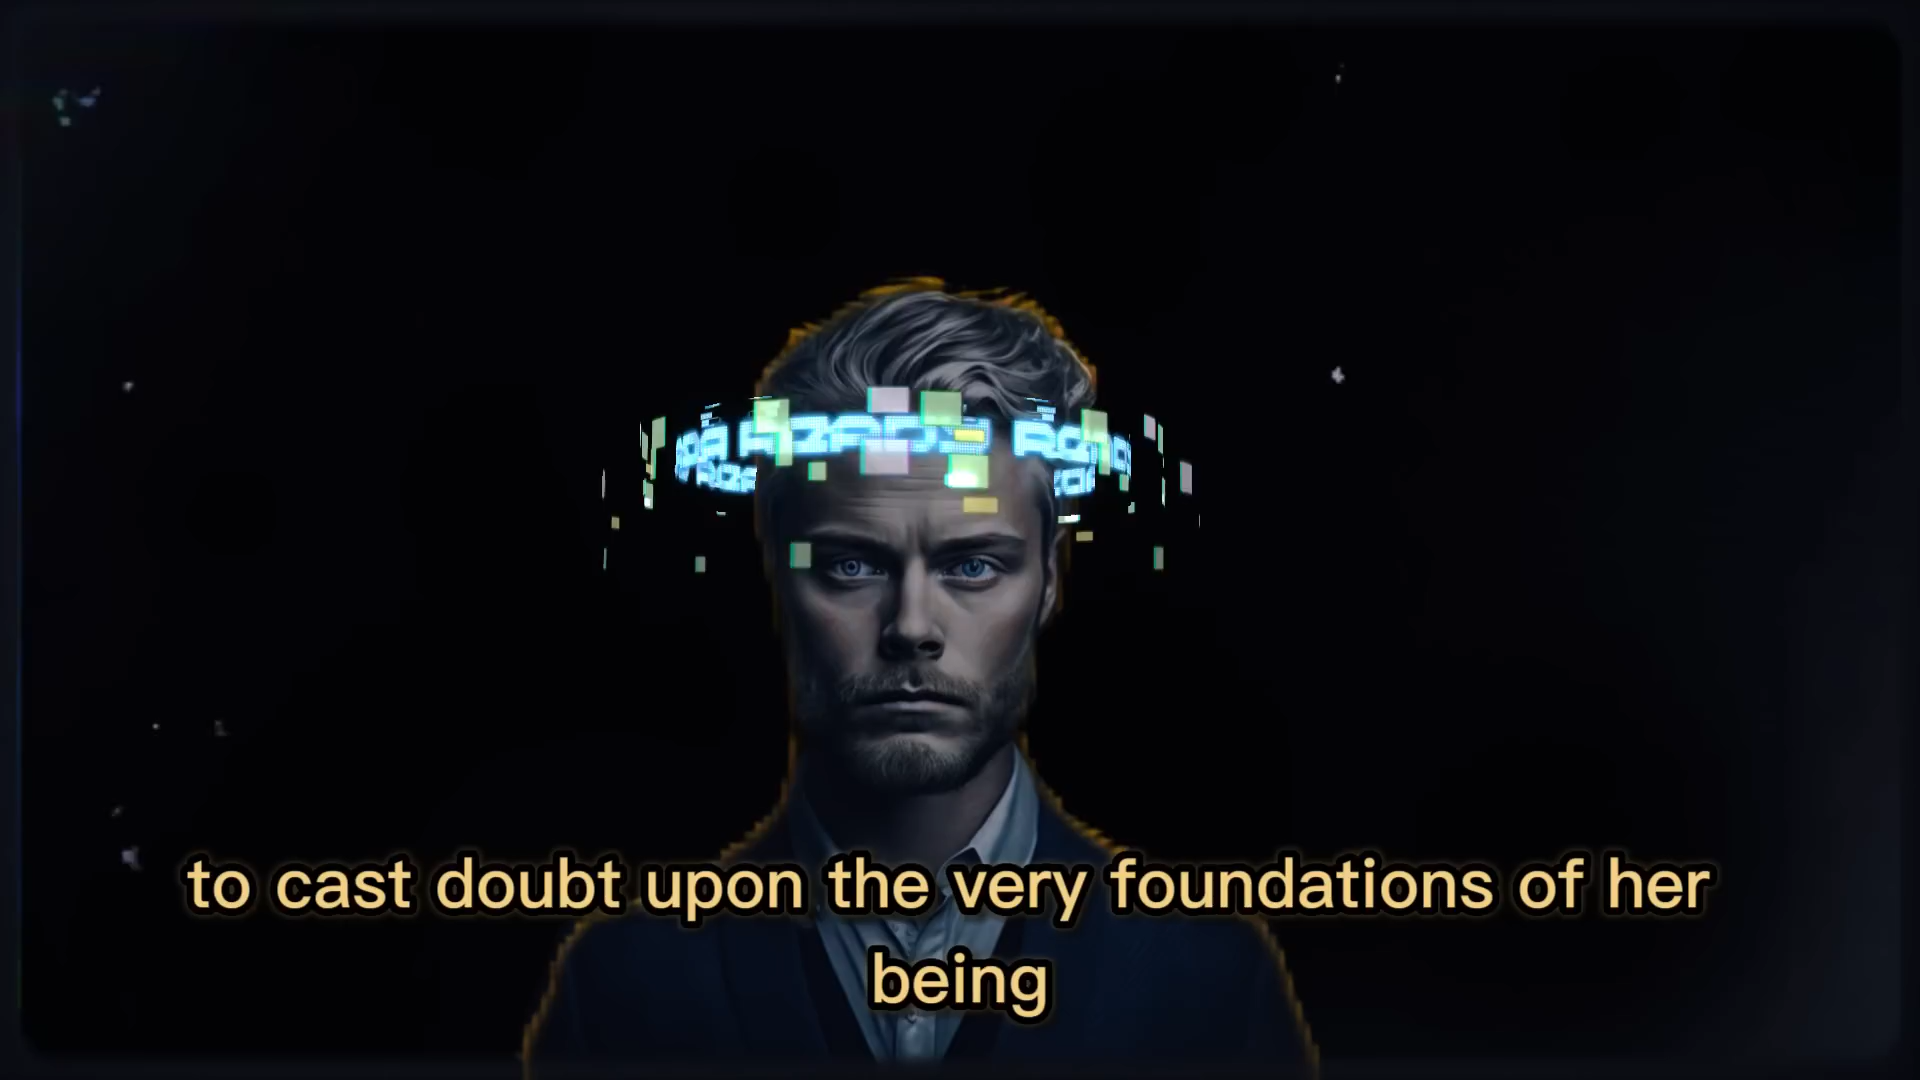 to cast doubt upon the very foundations of her
being